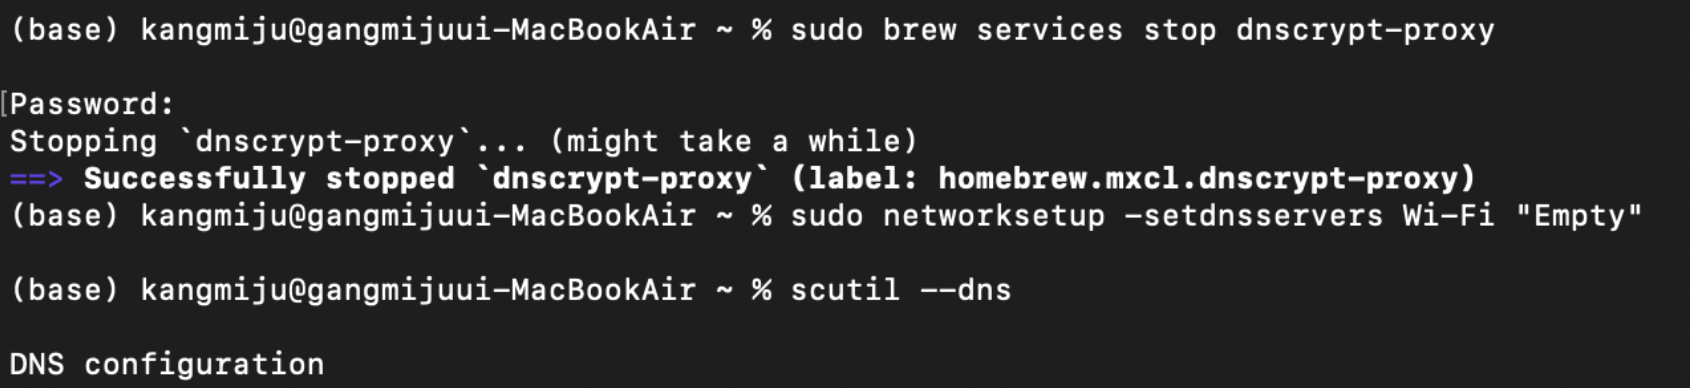 (base) kangmiju@gangmijuui-MacBookAir ~ % sudo brew services stop dnscrypt-proxy
[Password:
Stopping `dnscrypt-proxy`... (might take a while)
==> Successfully stopped `dnscrypt-proxy` (label: homebrew.mxcl.dnscrypt-proxy)
(base) kangmiju@gangmijuui-MacBookAir ~ % sudo networksetup -setdnsservers Wi-Fi "Empty"
(base) kangmiju@gangmijuui-MacBookAir ~ % scutil --dns
DNS configuration